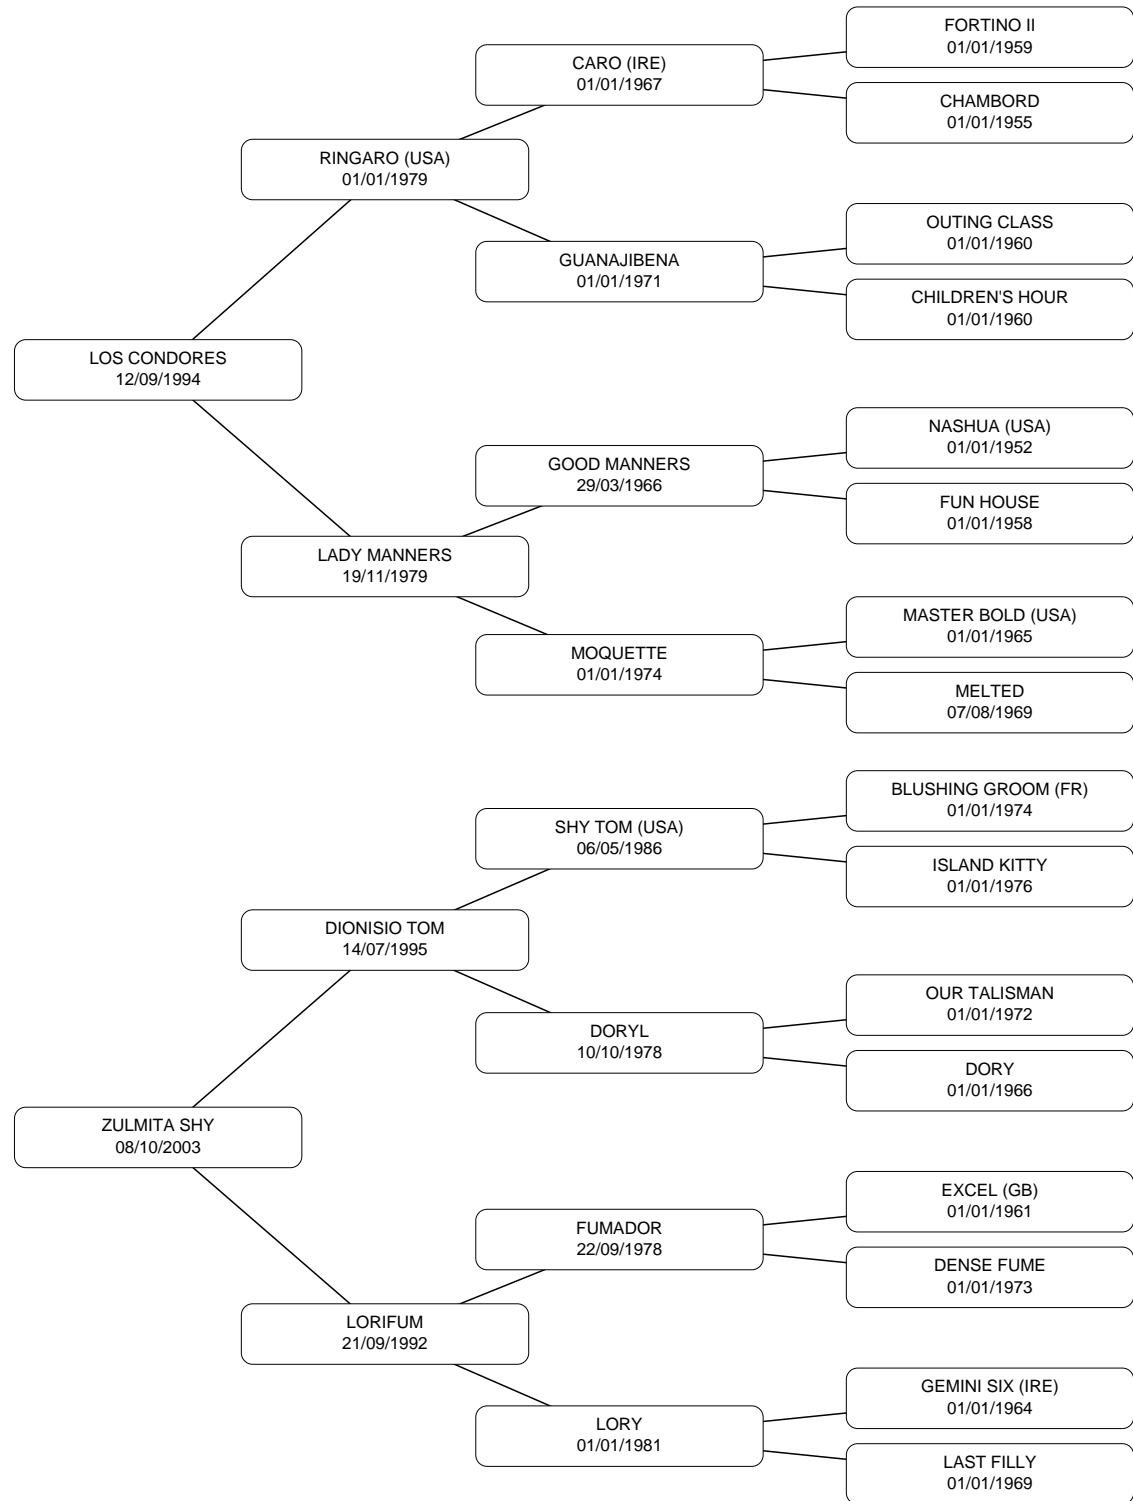 FORTINO II
01/01/1959
CARO (IRE)
01/01/1967
CHAMBORD
01/01/1955
RINGARO (USA)
01/01/1979
OUTING CLASS
01/01/1960
GUANAJIBENA
01/01/1971
CHILDREN'S HOUR
01/01/1960
LOS CONDORES
12/09/1994
NASHUA (USA)
01/01/1952
GOOD MANNERS
29/03/1966
FUN HOUSE
01/01/1958
LADY MANNERS
19/11/1979
MASTER BOLD (USA)
01/01/1965
MOQUETTE
01/01/1974
MELTED
07/08/1969
BLUSHING GROOM (FR)
01/01/1974
SHY TOM (USA)
06/05/1986
ISLAND KITTY
01/01/1976
DIONISIO TOM
14/07/1995
OUR TALISMAN
01/01/1972
DORYL
10/10/1978
DORY
01/01/1966
ZULMITA SHY
08/10/2003
EXCEL (GB)
01/01/1961
FUMADOR
22/09/1978
DENSE FUME
01/01/1973
LORIFUM
21/09/1992
GEMINI SIX (IRE)
01/01/1964
LORY
01/01/1981
LAST FILLY
01/01/1969